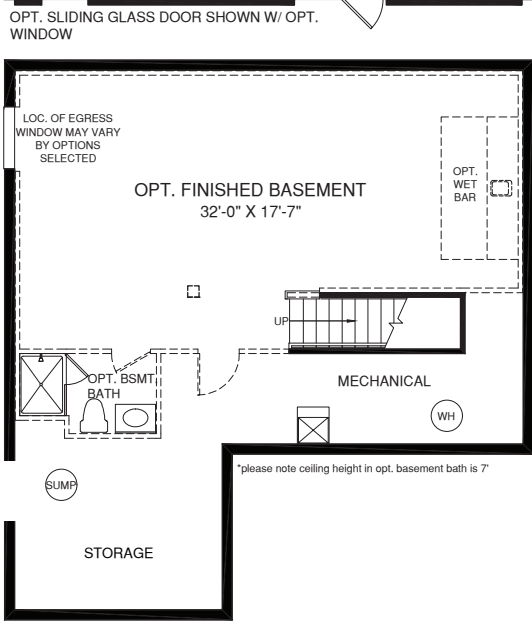 OPT. SLIDING GLASS DOOR SHOWN W/ OPT.
WINDOW
LOC. OF EGRESS
WINDOW MAY VARY
BY OPTIONS
SELECTED
OPT. FINISHED BASEMENT
32'-0" X 17'-7"
OPT.
WET
BAR
UP
OPT. BSMT.
BATH
MECHANICAL
WH
*please note ceiling height in opt. basement bath is 7'
SUMP
STORAGE